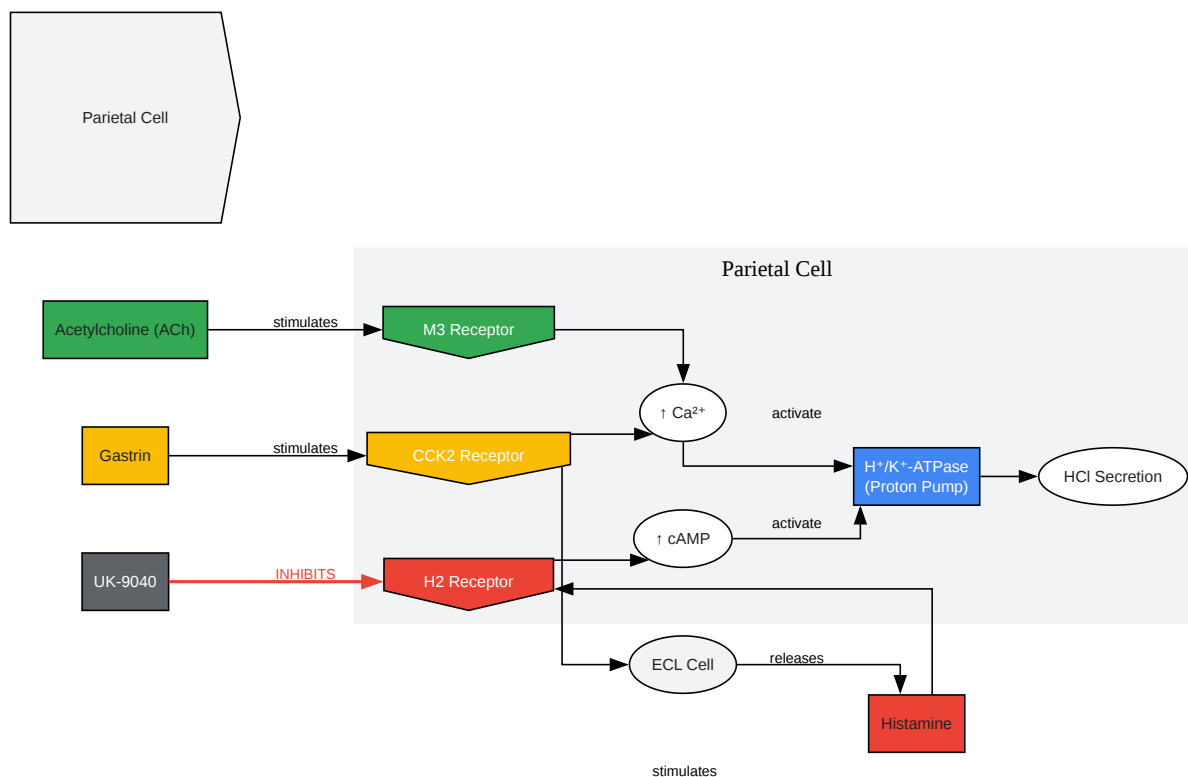 Parietal Cell
Parietal Cell
Acetylcholine (ACh)
stimulates
M3 Receptor
↑ Ca²⁺
activate
Gastrin
stimulates
CCK2 Receptor
H⁺/K⁺-ATPase
(Proton Pump)
HCl Secretion
↑ cAMP
activate
UK-9040
INHIBITS
H2 Receptor
ECL Cell
releases
Histamine
stimulates